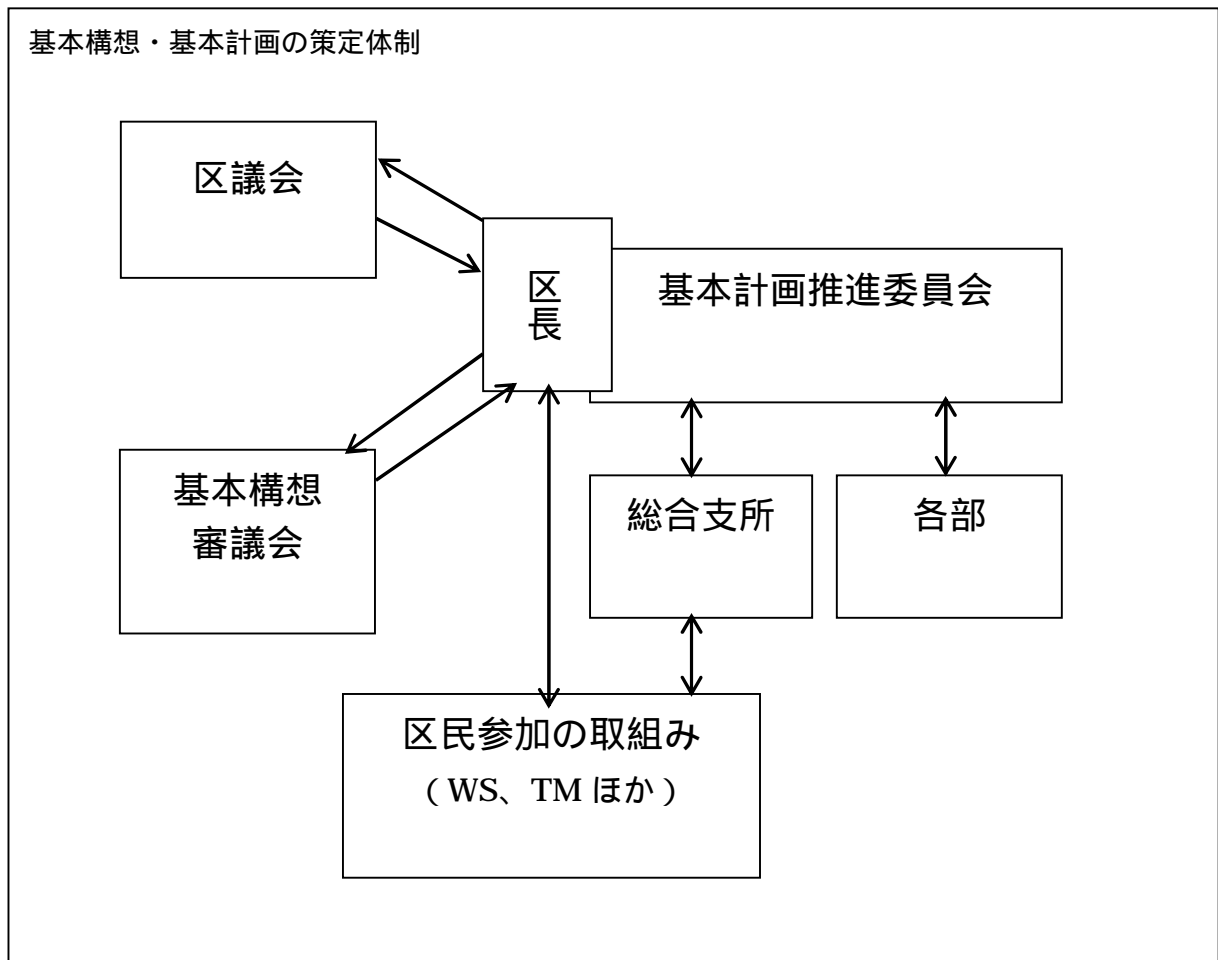 基本構想・基本計画の策定体制
区議会
区長
基本計画推進委員会
基本構想
審議会
総合支所
各部
区民参加の取組み
（WS、TM ほか）